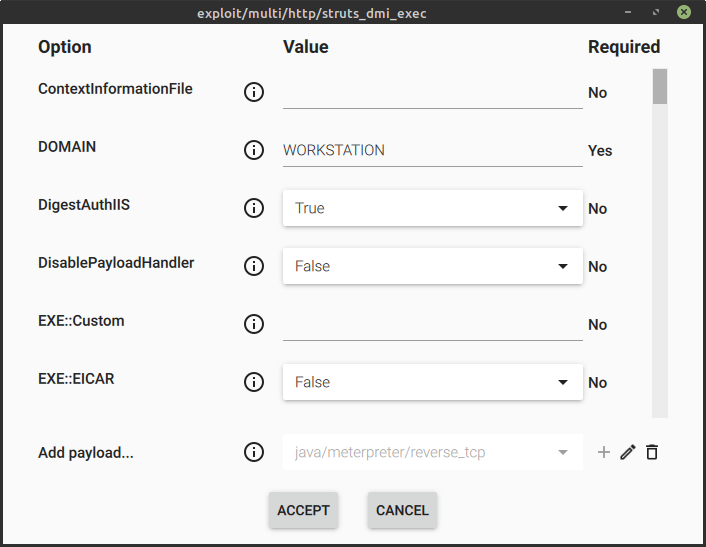 exploit/multi/http/struts_dmi_exec
Option Value Required
ContextInformationFile No
DOMAIN WORKSTATION Yes
DigestAuthIIS True No
DisablePayloadHandler False No
EXE::Custom No
EXE::EICAR False No
Add payload... java/meterpreter/reverse_tcp
ACCEPT CANCEL